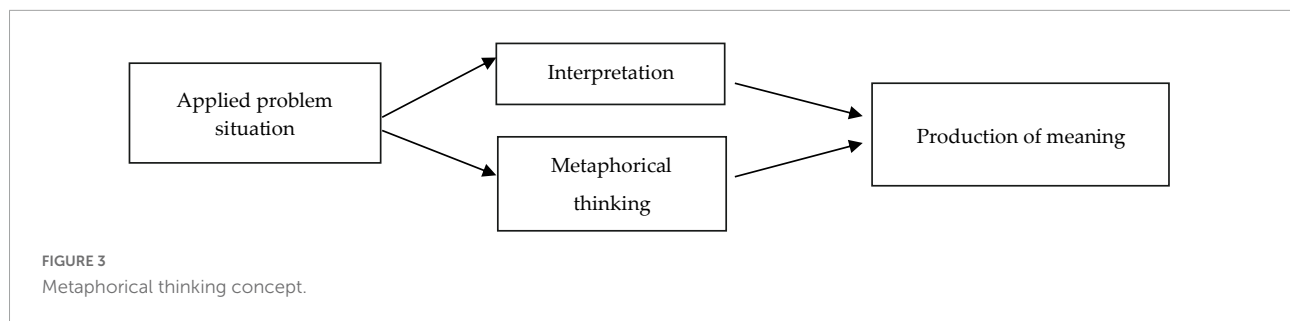 Applied problem
situation
Interpretation
Metaphorical
thinking
Production of meaning
FIGURE 3
Metaphorical thinking concept.